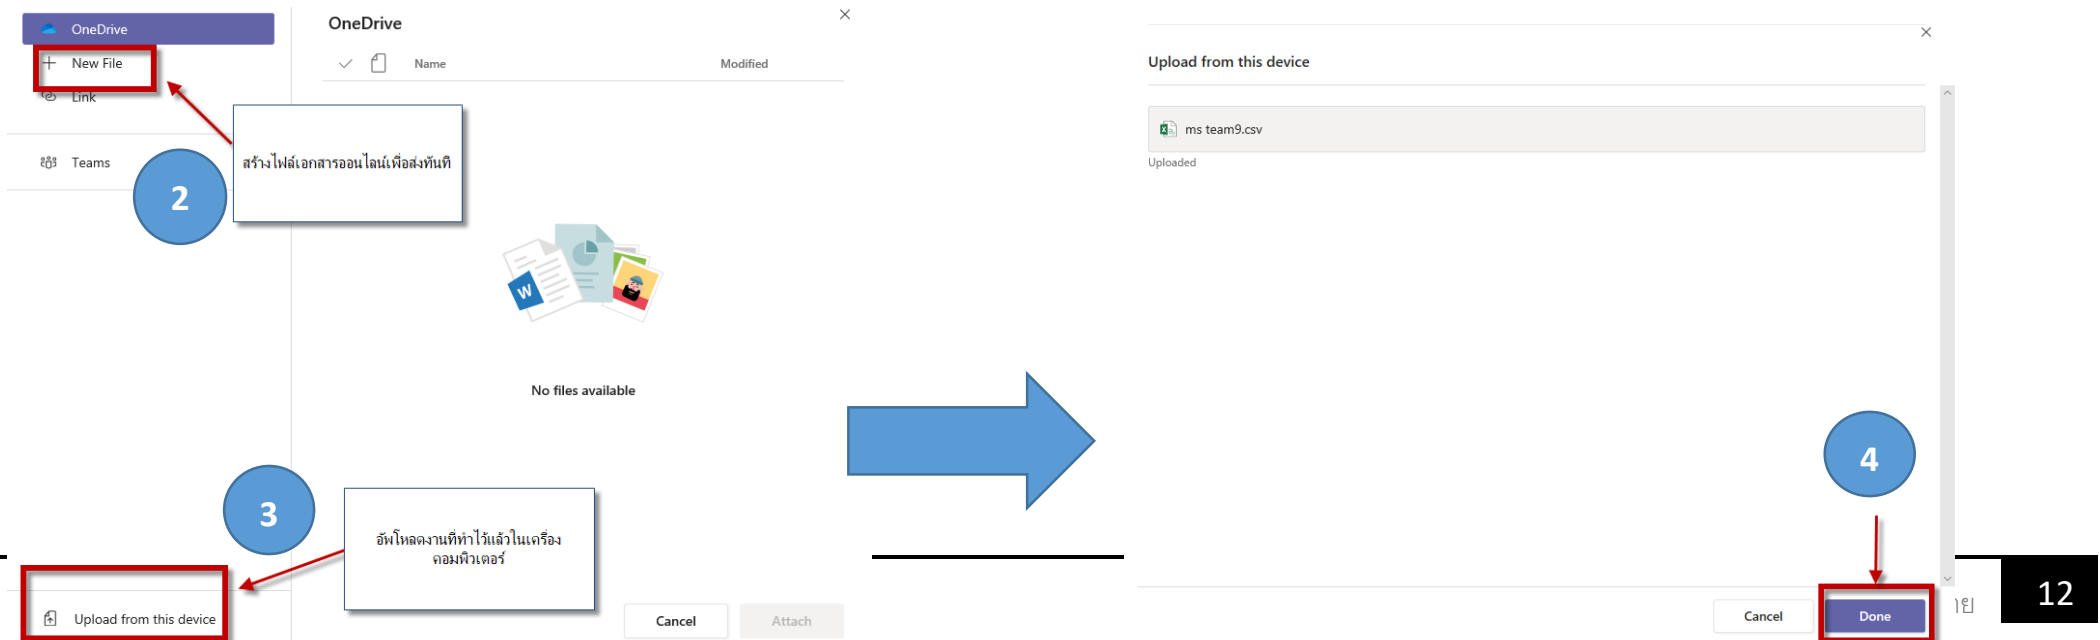 OneDrive
New File
Link
Teams
2
สร้างไฟล์เอกสารออนไลน์เพื่อส่งทันที
3
อัพโหลดงานที่ทำไว้แล้วในเครื่อง
คอมพิวเตอร์
Upload from this device
OneDrive
Name Modified
W
No files available
Cancel Attach
Upload from this device
ms team9.csv
Uploaded
4
Cancel Done
12